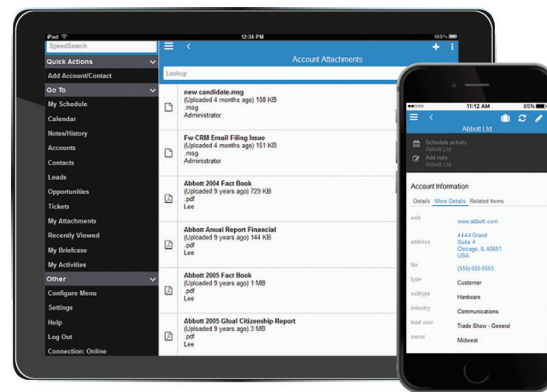 iPad
12:38 PM
100%
SpeedSearch
Quick Actions
Add Account/Contact
Go To
My Schedule
Calendar
Notes/History
Accounts
Contacts
Leads
Opportunities
Tickets
My Attachments
Recently Viewed
My Briefcase
My Activities
Other
Configure Menu
Settings
Help
Log Out
Connection: Online
Account Attachments
Lookup
new candidate.msg
(Uploaded 4 months ago) 108 KB
.msg
Administrator
Fw CRM Email Filing Issue
(Uploaded 4 months ago) 151 KB
.msg
Administrator
Abbott 2004 Fact Book
(Uploaded 9 years ago) 729 KB
.pdf
Lee
Abbott Anual Report Financial
(Uploaded 9 years ago) 144 KB
.pdf
Lee
Abbott 2005 Fact Book
(Uploaded 9 years ago) 1 MB
.pdf
Lee
Abbott 2005 Gloal Citizenship Report
(Uploaded 9 years ago) 3 MB
.pdf
Lee
11:12 AM
85%
Abbott Ltd.
Schedule activity
Abbott Ltd.
Add note
Abbott Ltd.
Account Information
Details More Details Related Items
web www.abbott.com
address 4444 Grand
Suite 4
Chicago, IL 60651
USA
fax (555)-555-5555
type Customer
subtype Hardware
industry Communications
lead sour Trade Show - General
owner Midwest